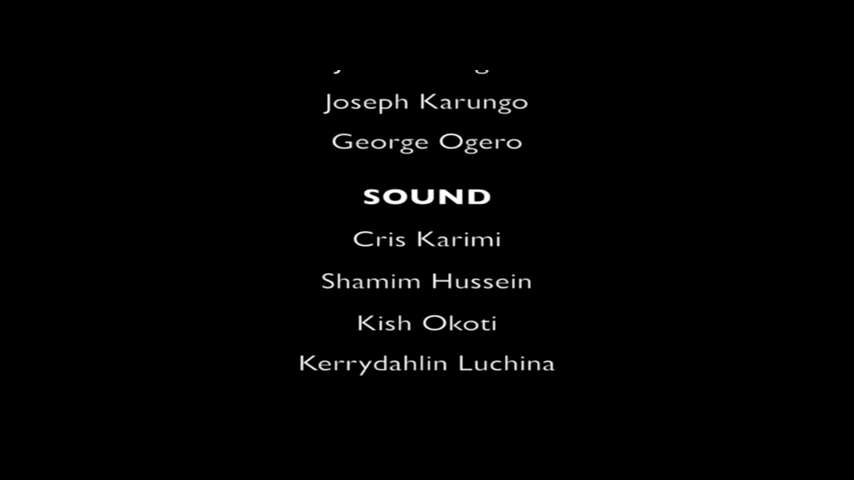 Joseph Karungo
George Ogero
SOUND
Cris Karimi
Shamim Hussein
Kish Okoti
Kerrydahlin Luchina